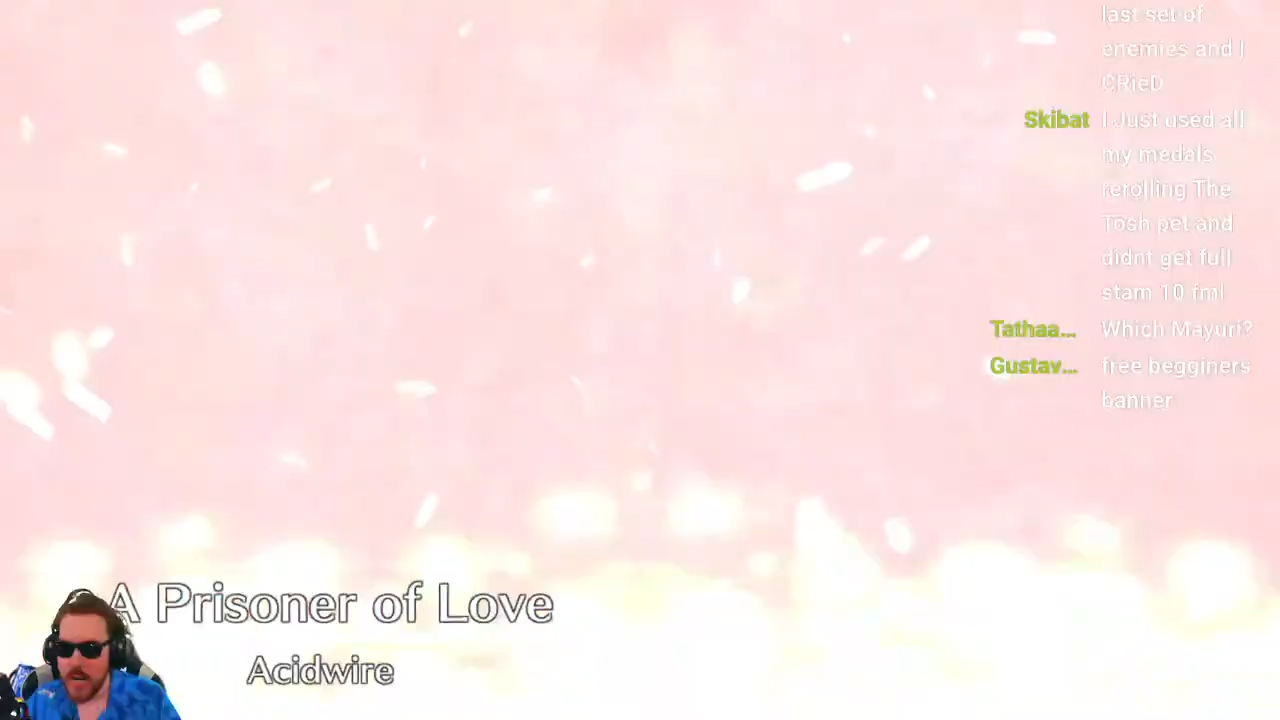 last set of
enemies and I
CRieD
Skibat I Just used all
my medals
rerolling The
Tosh pet and
didnt get full
stam 10 fml
Tathaa... Which Mayuri?
Gustav... free begginers
banner
A Prisoner of Love
Acidwire